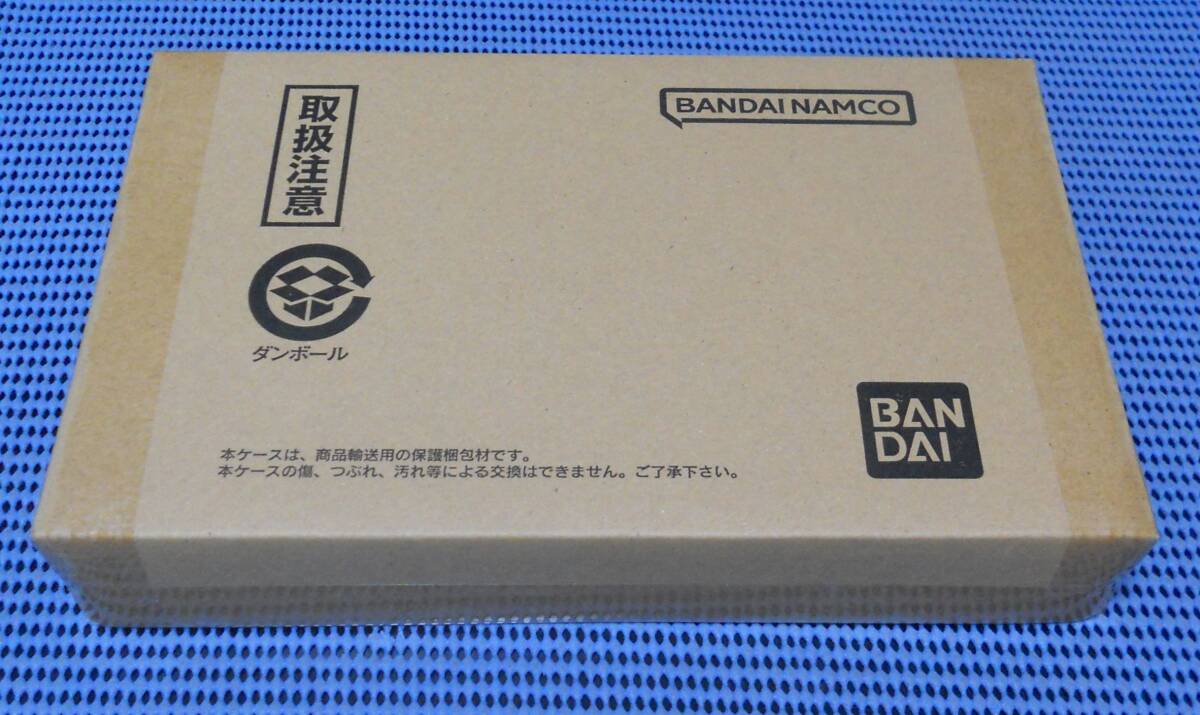 取扱注意
BANDAI NAMCO
ダンボール
BAN
DAI
本ケースは、商品輸送用の保護梱包材です。
本ケースの傷、つぶれ、汚れ等による交換はできません。ご了承下さい。